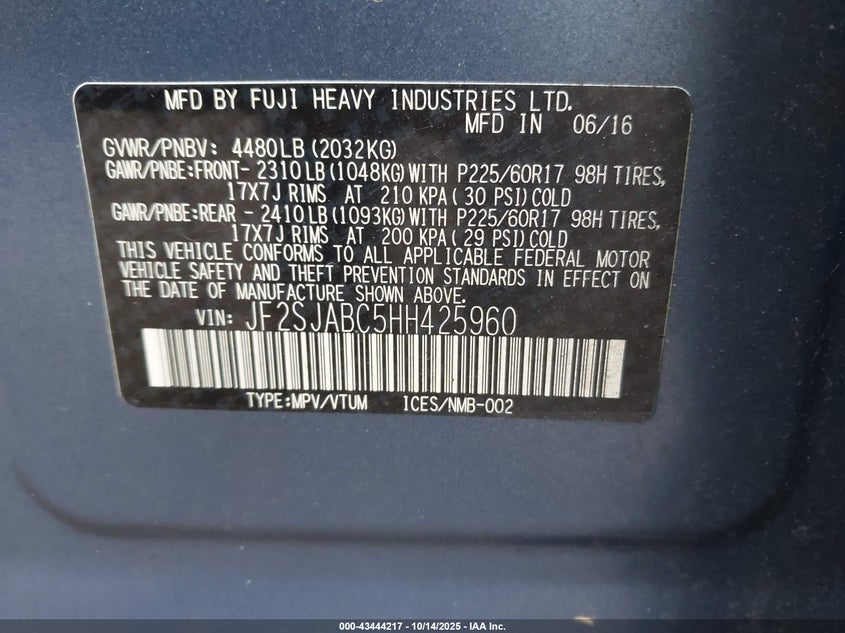 MFD BY FUJI HEAVY INDUSTRIES LTD.
MFD IN 06/16
GVWR/PNBV: 4480LB(2032KG)
GAWR/PNBE:FRONT- 2310LB(1048KG)WITH P225/60R17 98H TIRES,
17X7J RIMS AT 210 KPA( 30 PSI)COLD
GAWR/PNBE:REAR - 2410LB(1093KG)WITH P225/60R17 98H TIRES,
17X7J RIMS AT 200 KPA( 29 PSI)COLD
THIS VEHICLE CONFORMS TO ALL APPLICABLE FEDERAL MOTOR
VEHICLE SAFETY AND THEFT PREVENTION STANDARDS IN EFFECT ON
THE DATE OF MANUFACTURE SHOWN ABOVE.
VIN: JF2SJABC5HH425960
TYPE:MPV/VTUM ICES/NMB-002
000-43444217 - 10/14/2025 - IAA Inc.